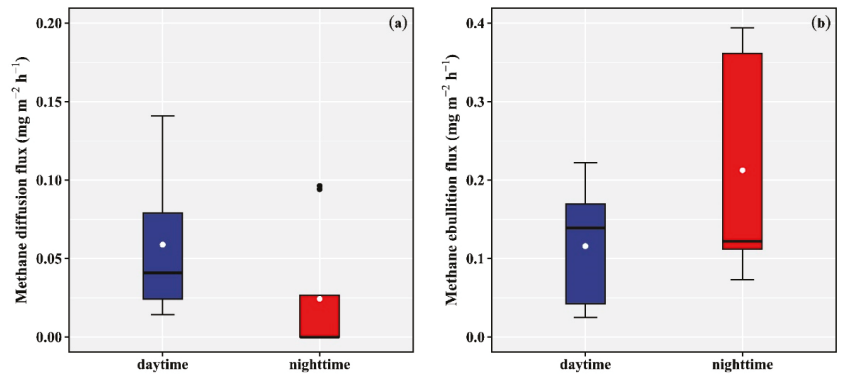 (a)
Methane diffusion flux (mg m⁻² h⁻¹)
0.20
0.15
0.10
0.05
0.00
daytime nighttime
(b)
Methane ebullition flux (mg m⁻² h⁻¹)
0.4
0.3
0.2
0.1
0.0
daytime nighttime